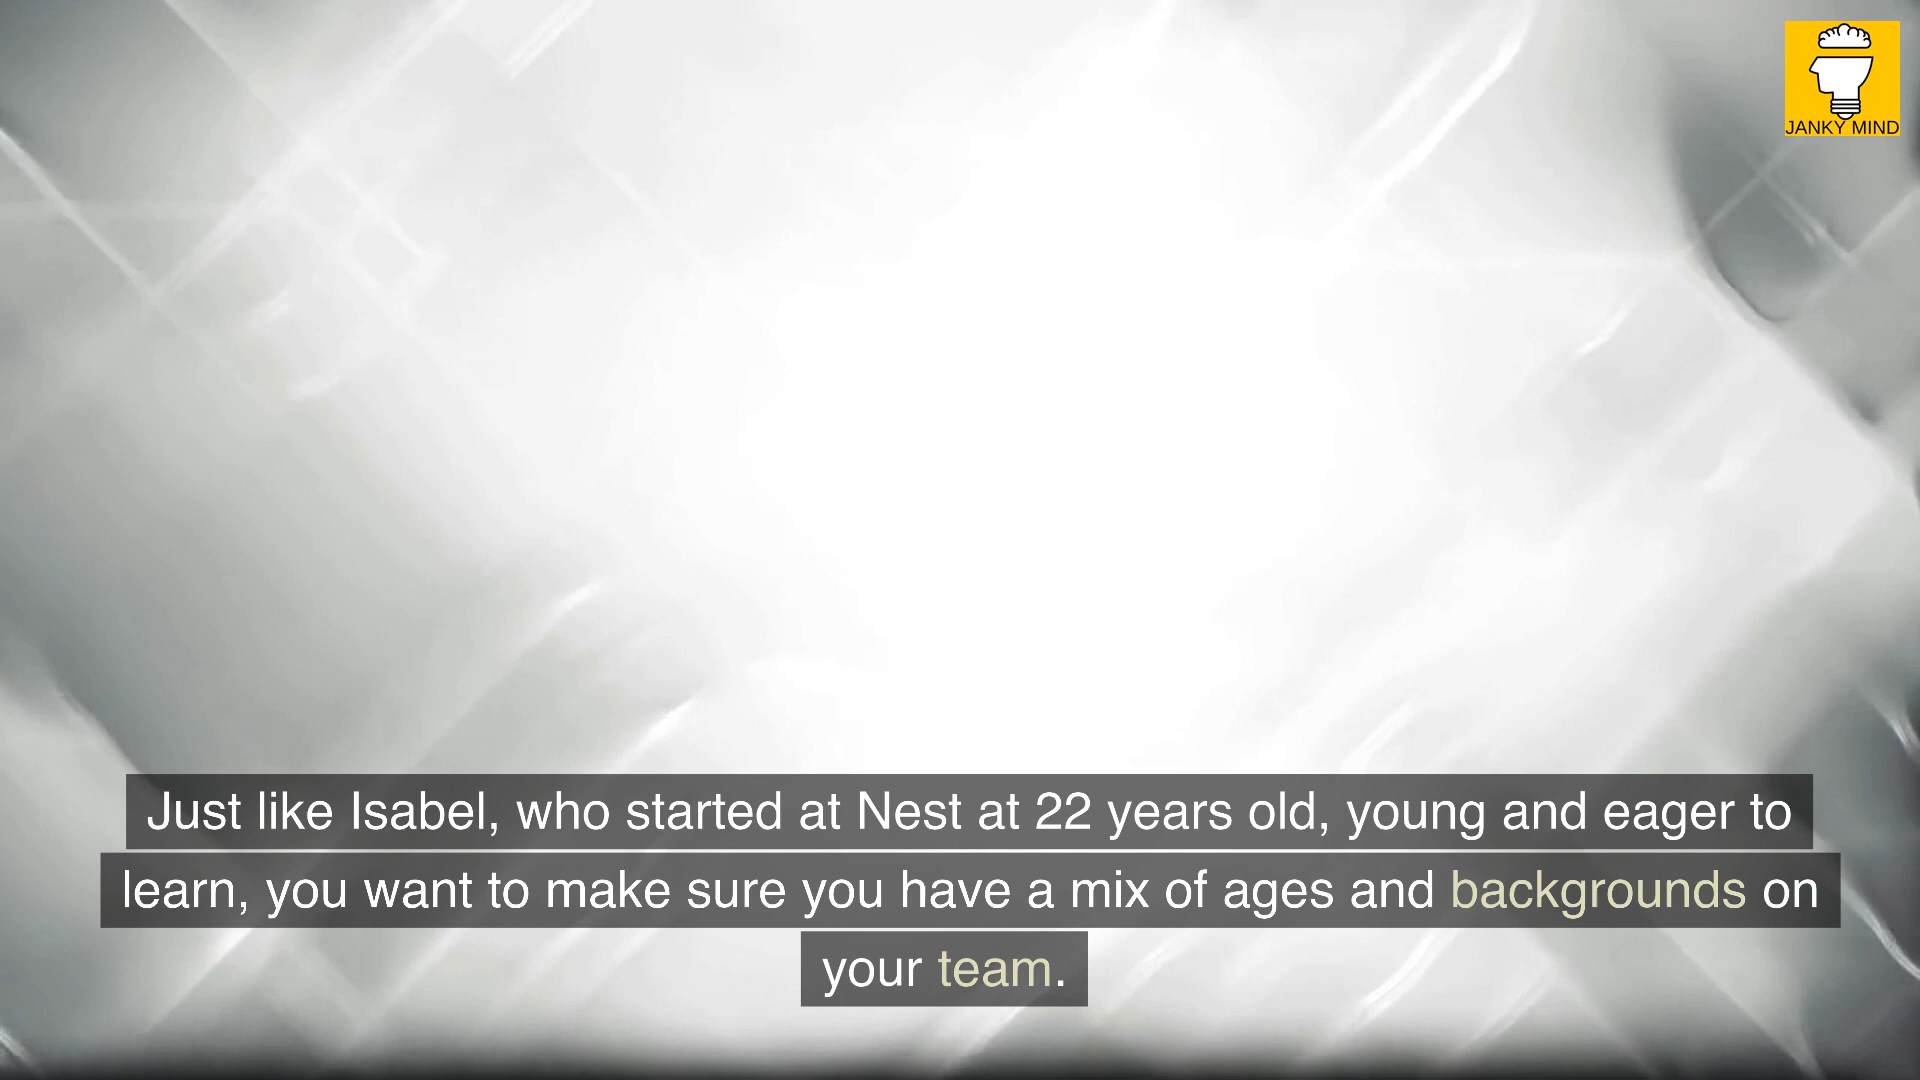 JANKY MIND
Just like Isabel, who started at Nest at 22 years old, young and eager to
learn, you want to make sure you have a mix of ages and backgrounds on
your team.